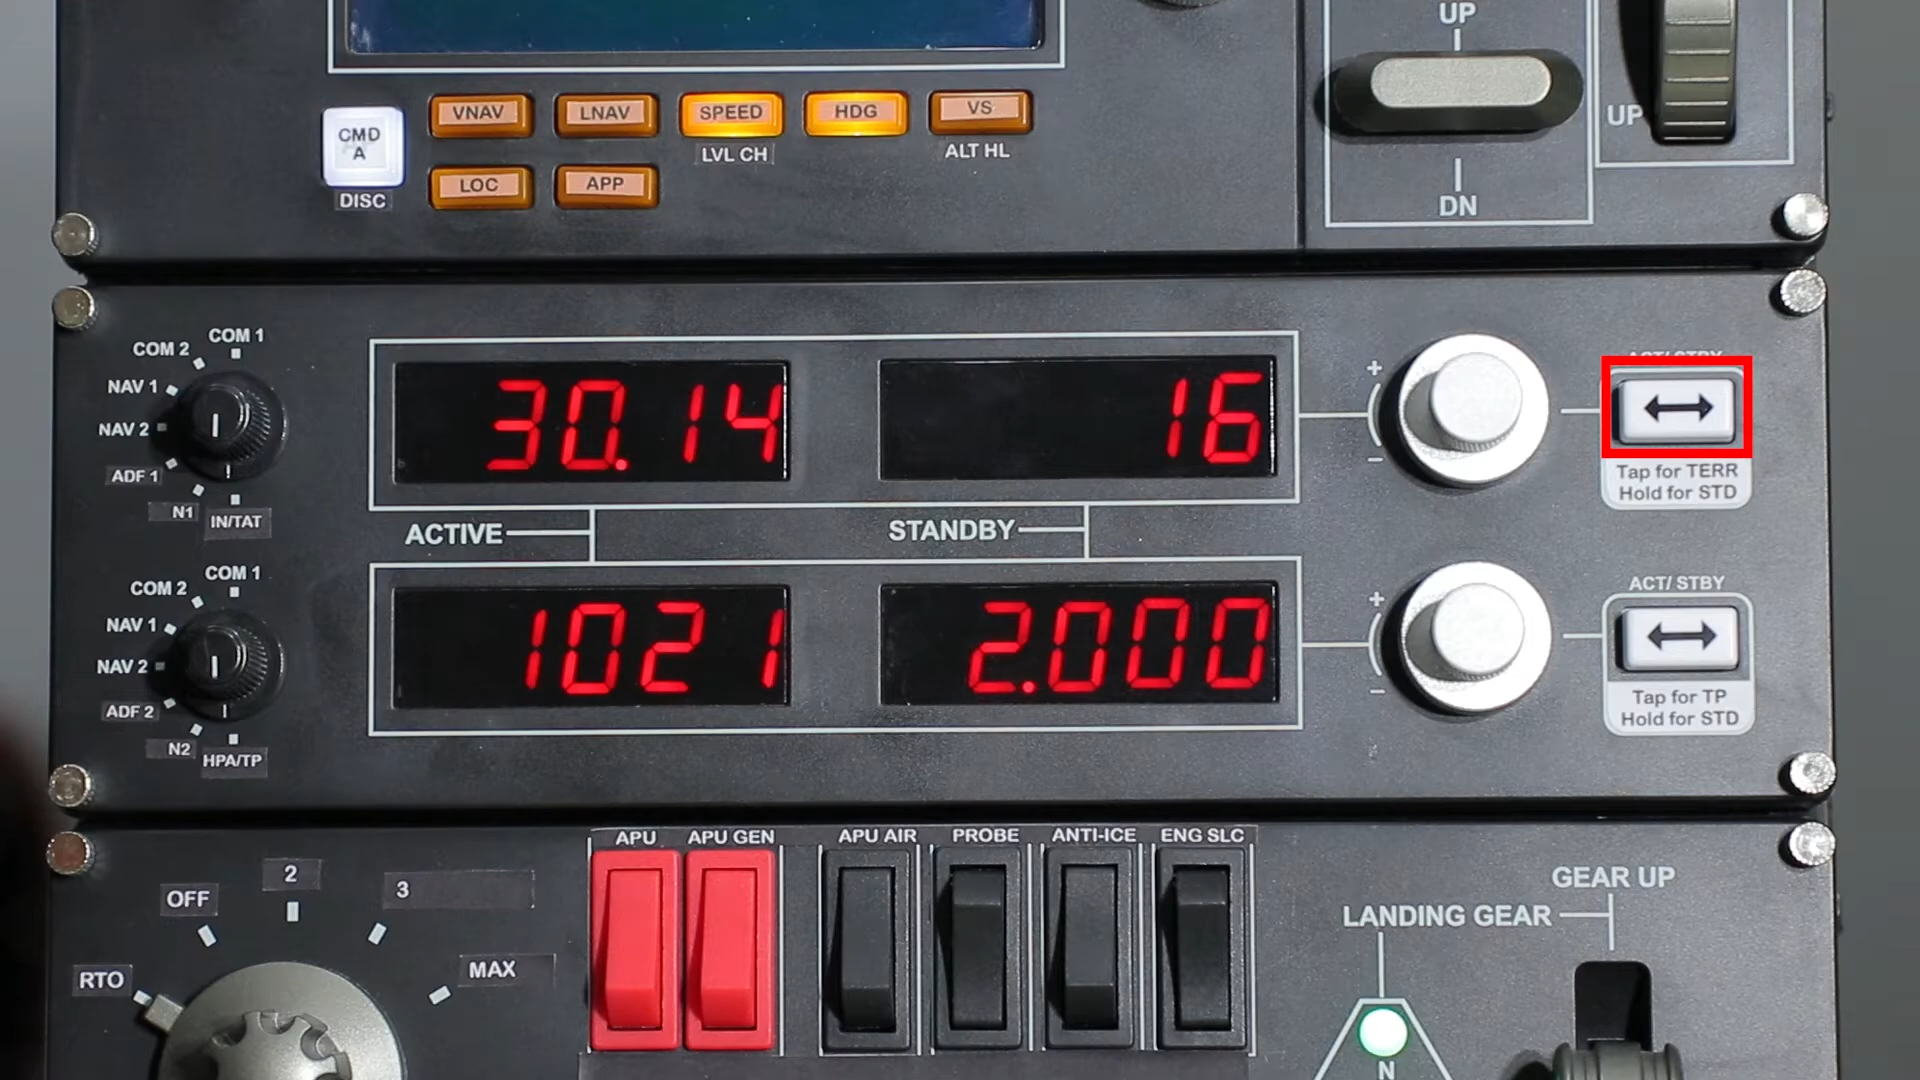 UP
UP
DN
CMD
A
DISC
VNAV
LNAV
SPEED
HDG
VS
LVL CH
ALT HL
LOC
APP
COM 1
COM 2
NAV 1
NAV 2
ADF 1
N1
IN/TAT
30.14
16
ACTIVE
STANDBY
+
−
ACT/ STBY
Tap for TERR
Hold for STD
COM 1
COM 2
NAV 1
NAV 2
ADF 2
N2
HPA/TP
1021
2.000
+
−
ACT/ STBY
Tap for TP
Hold for STD
RTO
OFF
2
3
MAX
APU
APU GEN
APU AIR
PROBE
ANTI-ICE
ENG SLC
GEAR UP
LANDING GEAR
N